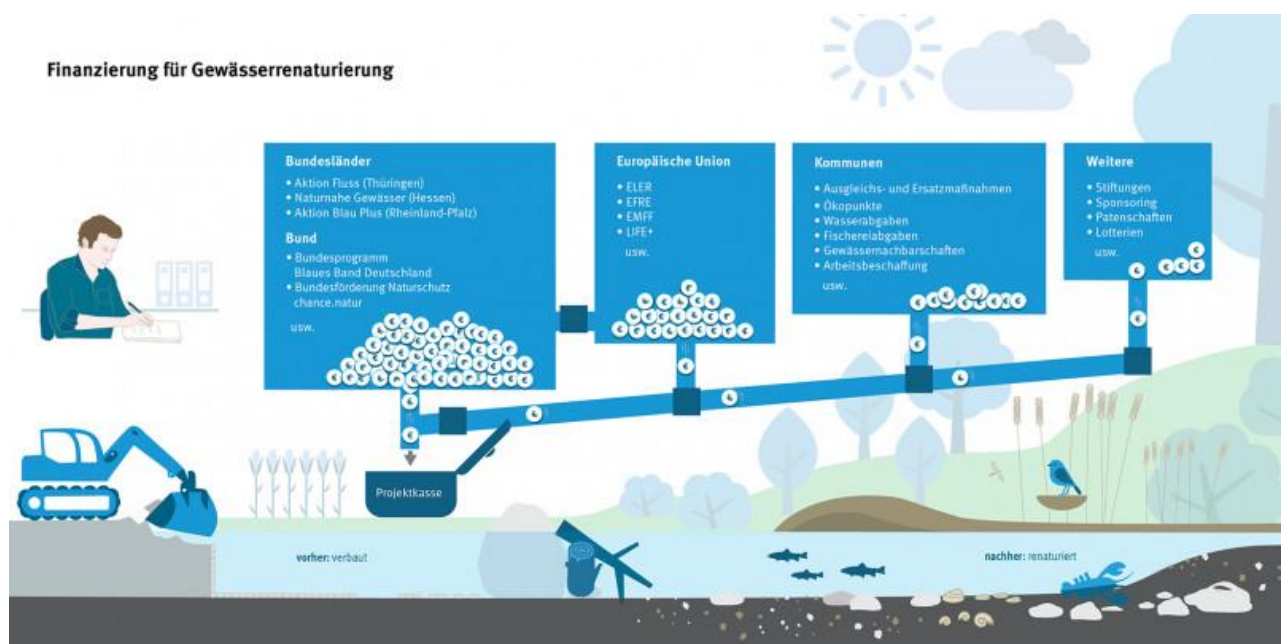 Finanzierung für Gewässerrenaturierung
Bundesländer
• Aktion Fluss (Thüringen)
• Naturnahe Gewässer (Hessen)
• Aktion Blau Plus (Rheinland-Pfalz)
Bund
• Bundesprogramm
Blaues Band Deutschland
• Bundesförderung Naturschutz
chance.natur
usw.
Europäische Union
• ELER
• EFRE
• EMFF
• LIFE+
usw.
Kommunen
• Ausgleichs- und Ersatzmaßnahmen
• Ökopunkte
• Wasserabgaben
• Fischereiabgaben
• Gewässernachbarschaften
• Arbeitsbeschaffung
usw.
Weitere
• Stiftungen
• Sponsoring
• Patenschaften
• Lotterien
usw.
Projektkasse
vorher: verbaut
nachher: renaturiert